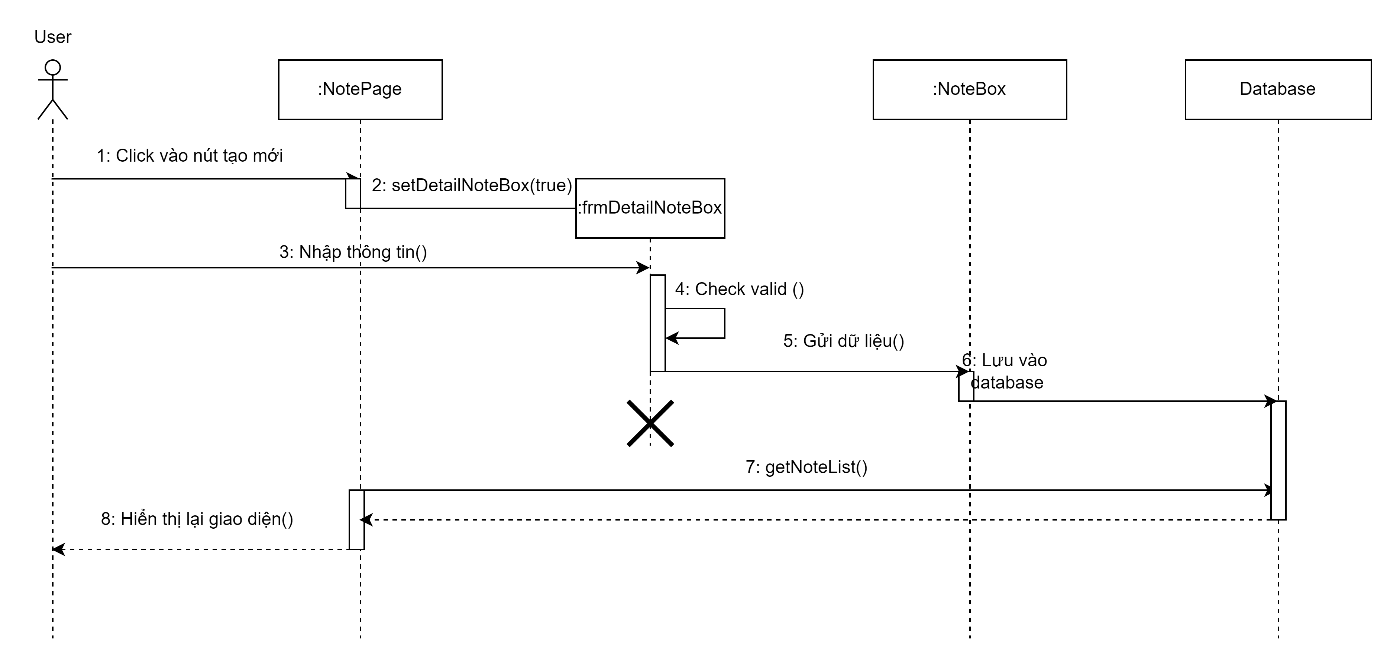 User
:NotePage
:NoteBox
Database
1: Click vào nút tạo mới
2: setDetailNoteBox(true)
:frmDetailNoteBox
3: Nhập thông tin()
4: Check valid ()
5: Gửi dữ liệu()
6: Lưu vào
database
7: getNoteList()
8: Hiển thị lại giao diện()